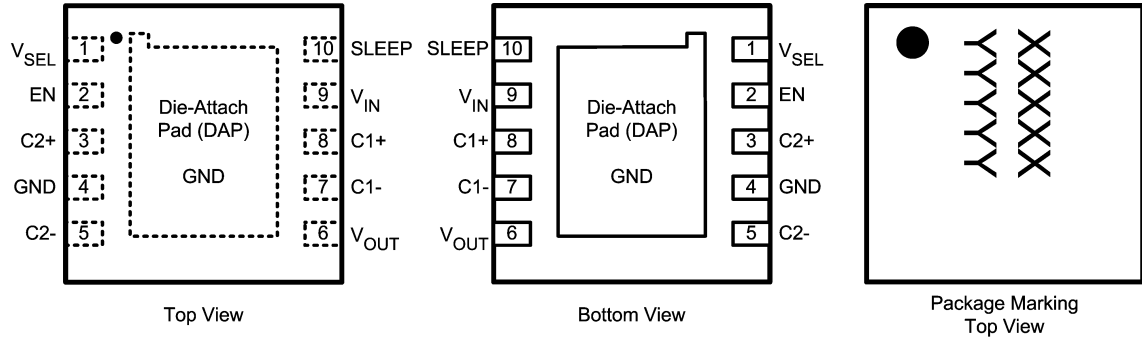 V_SEL 1
EN 2
C2+ 3
GND 4
C2- 5
10 SLEEP
9 V_IN
8 C1+
7 C1-
6 V_OUT
Die-Attach
Pad (DAP)
GND
Top View
SLEEP 10
V_IN 9
C1+ 8
C1- 7
V_OUT 6
1 V_SEL
2 EN
3 C2+
4 GND
5 C2-
Die-Attach
Pad (DAP)
GND
Bottom View
XXXXX
YYYYY
Package Marking
Top View